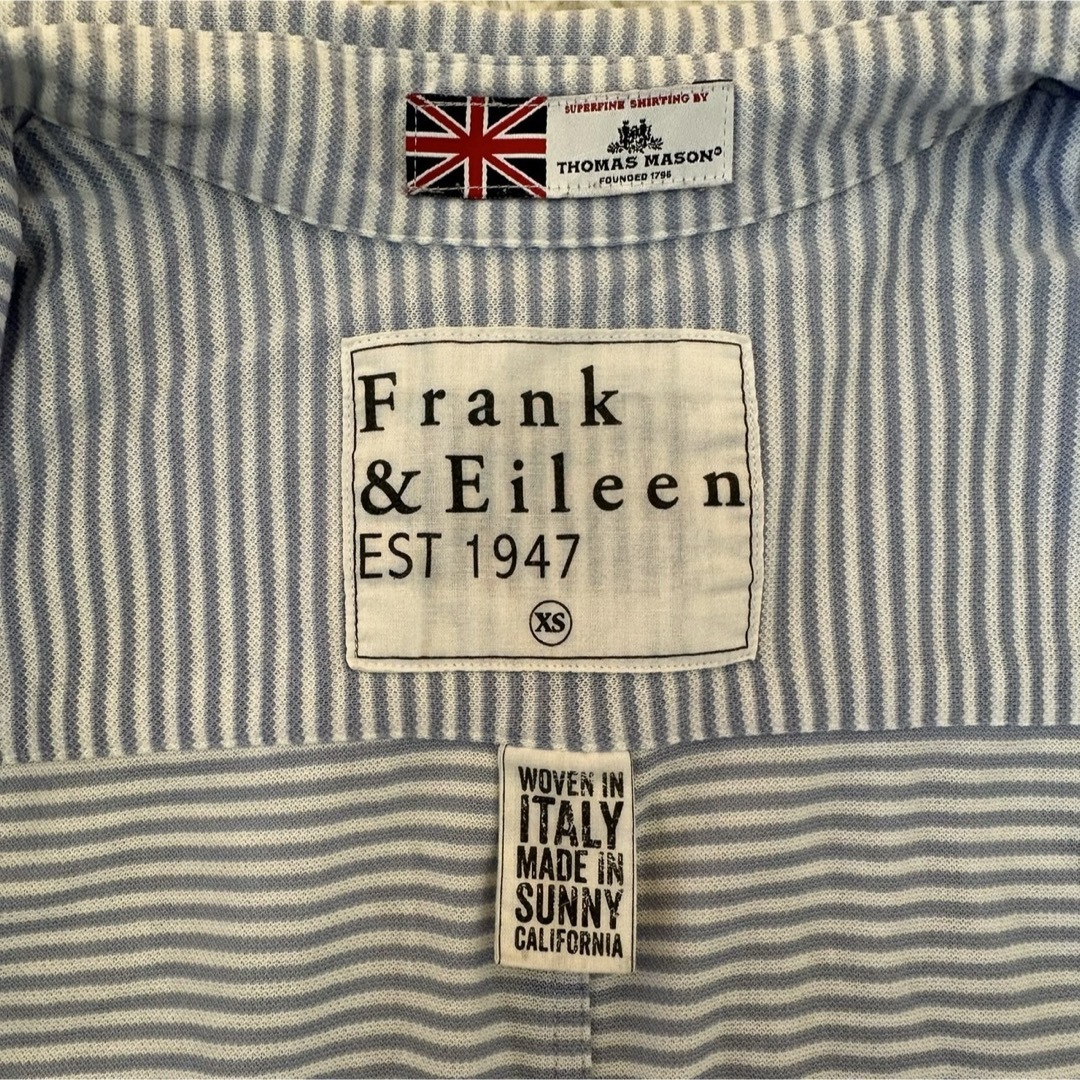 SUPERFINE SHIRTING BY
THOMAS MASON®
FOUNDED 1796
Frank
& Eileen
EST 1947
XS
WOVEN IN
ITALY
MADE IN
SUNNY
CALIFORNIA